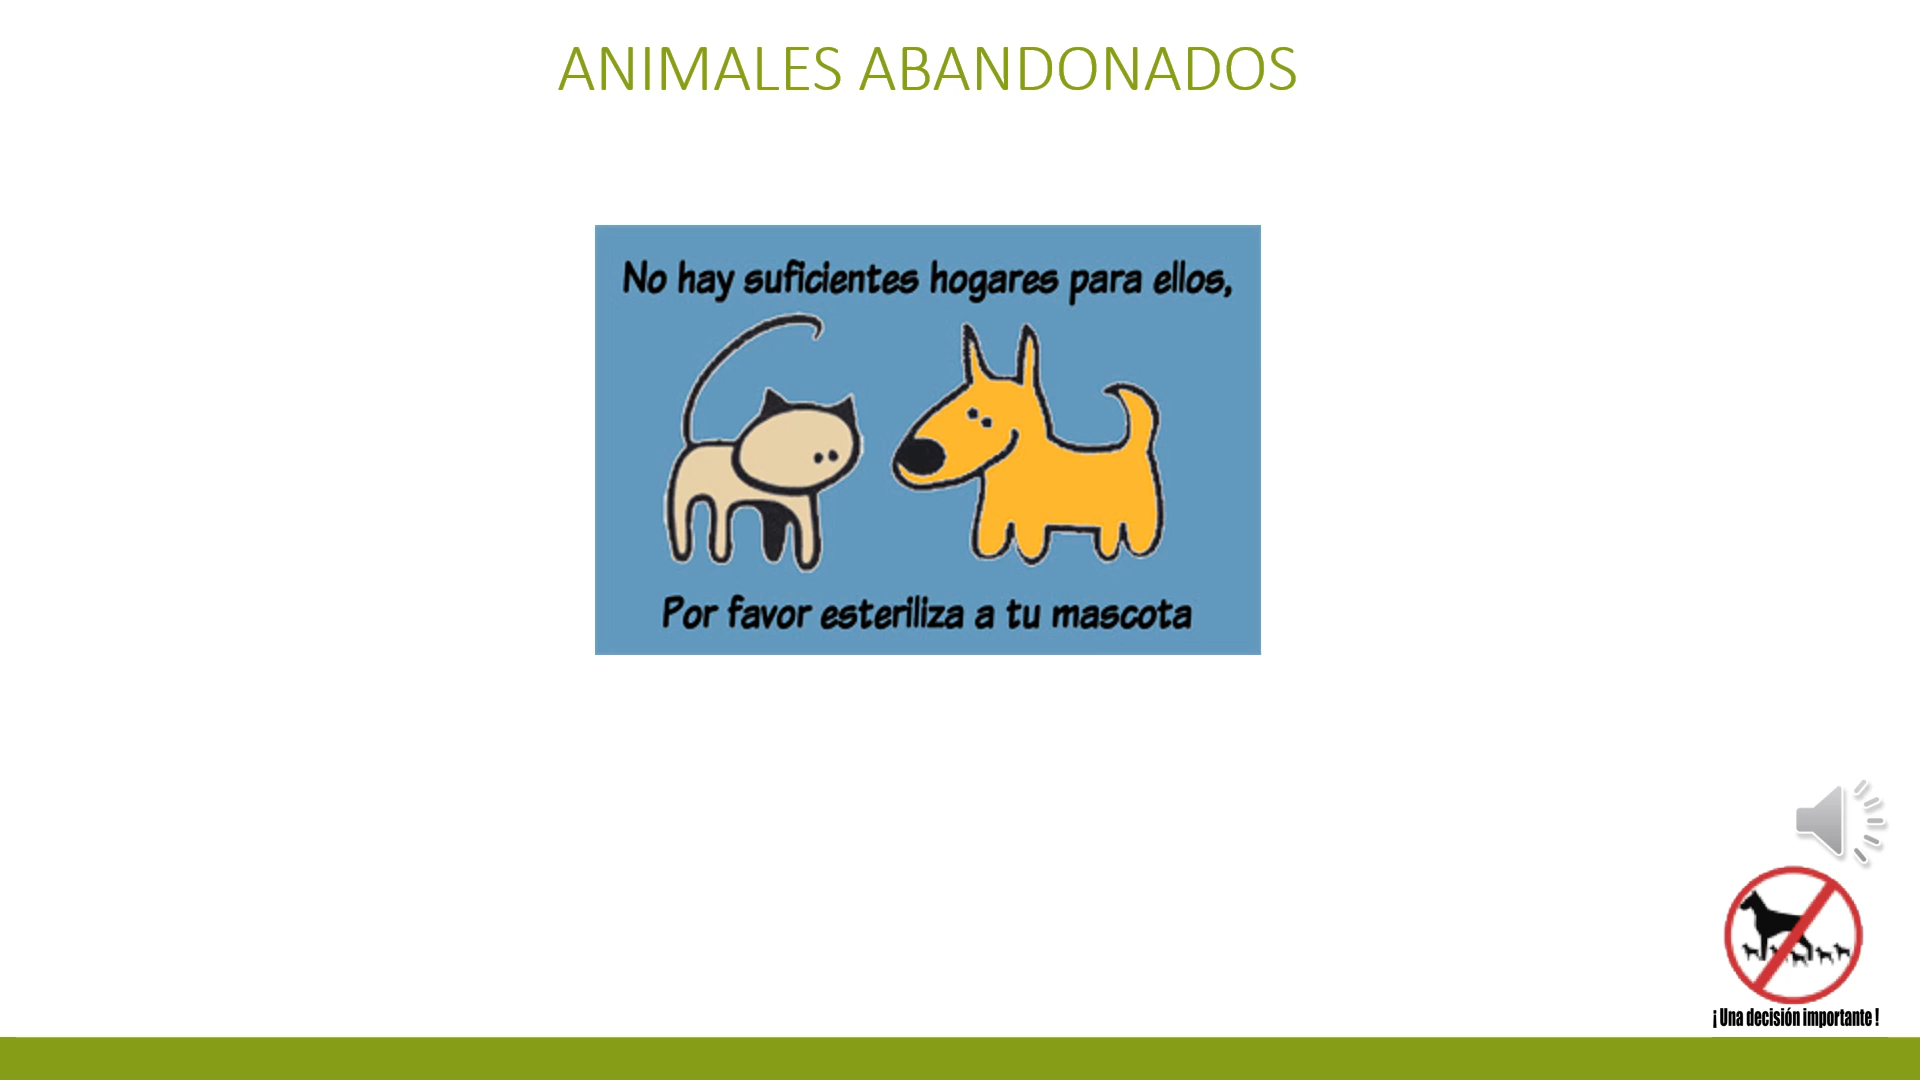 ANIMALES ABANDONADOS
No hay suficientes hogares para ellos,
Por favor esteriliza a tu mascota
¡ Una decisión importante !